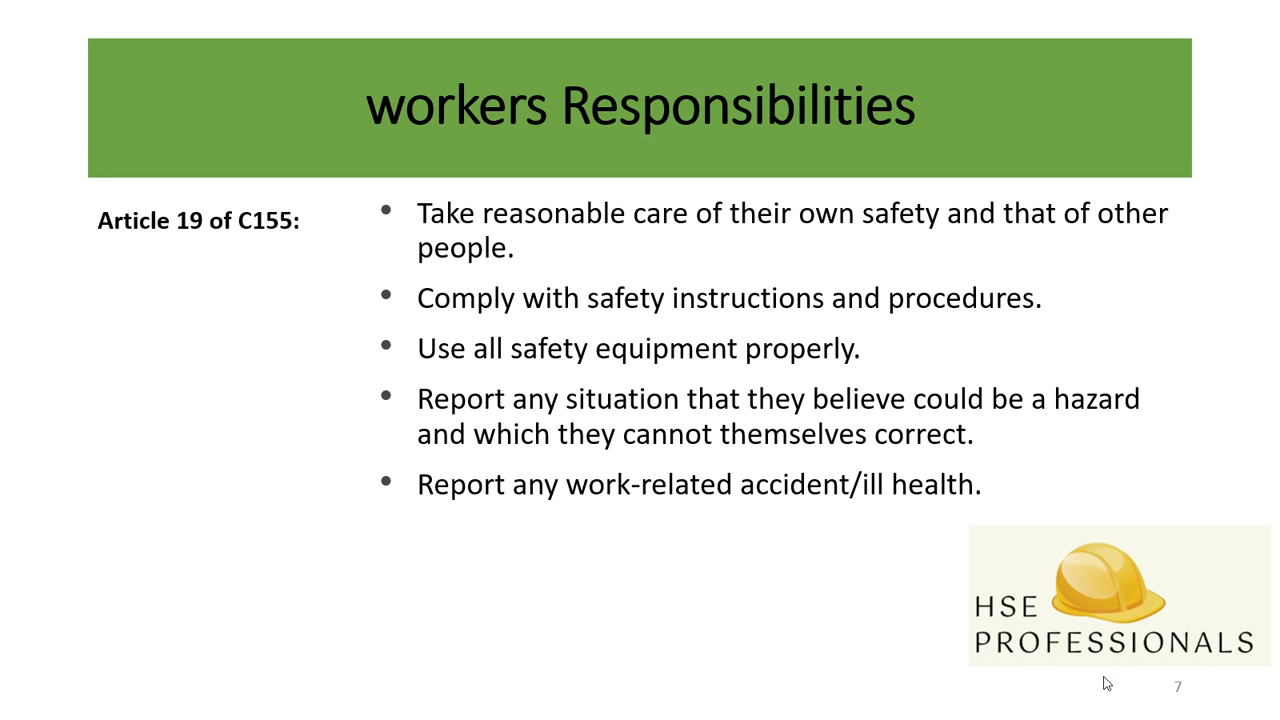 workers Responsibilities
Article 19 of C155:
• Take reasonable care of their own safety and that of other
people.
• Comply with safety instructions and procedures.
• Use all safety equipment properly.
• Report any situation that they believe could be a hazard
and which they cannot themselves correct.
• Report any work-related accident/ill health.
HSE
PROFESSIONALS
7